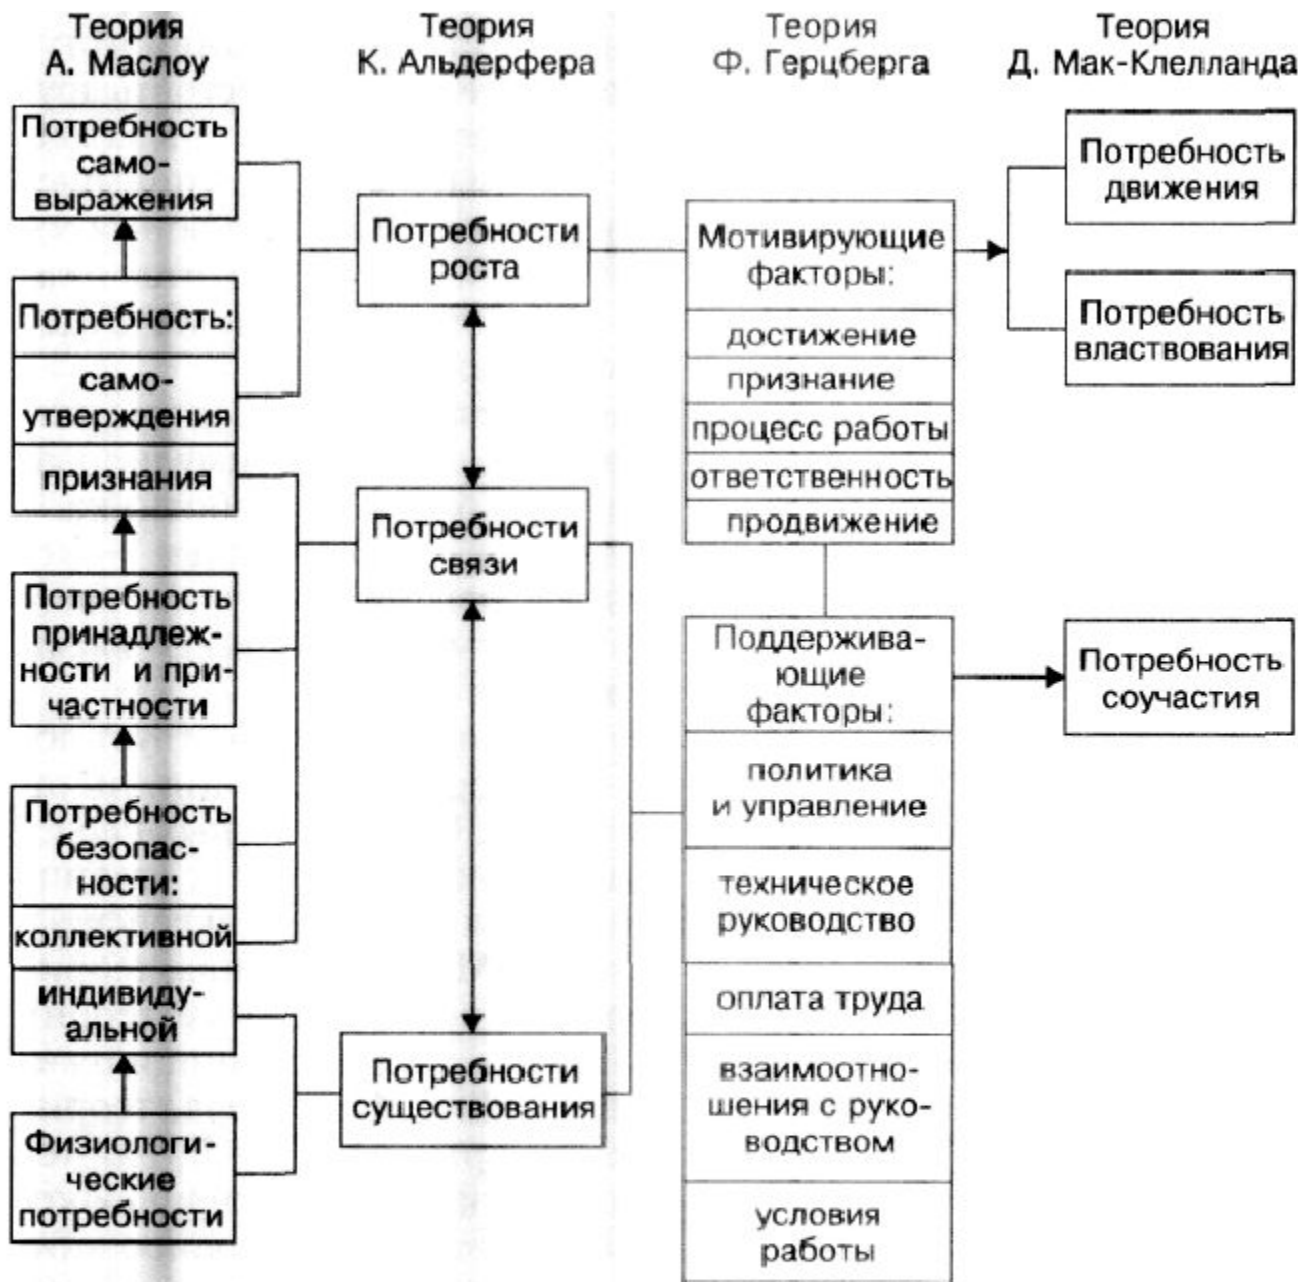 Теория
А. Маслоу
Теория
К. Альдерфера
Теория
Ф. Герцберга
Теория
Д. Мак-Клелланда
Потребность
само-
выражения
Потребность:
само-
утверждения
признания
Потребность
принадлеж-
ности и при-
частности
Потребность
безопас-
ности:
коллективной
индивиду-
альной
Физиологи-
ческие
потребности
Потребности
роста
Потребности
связи
Потребности
существования
Мотивирующие
факторы:
достижение
признание
процесс работы
ответственность
продвижение
Поддержива-
ющие
факторы:
политика
и управление
техническое
руководство
оплата труда
взаимоотно-
шения с руко-
водством
условия
работы
Потребность
движения
Потребность
властвования
Потребность
соучастия